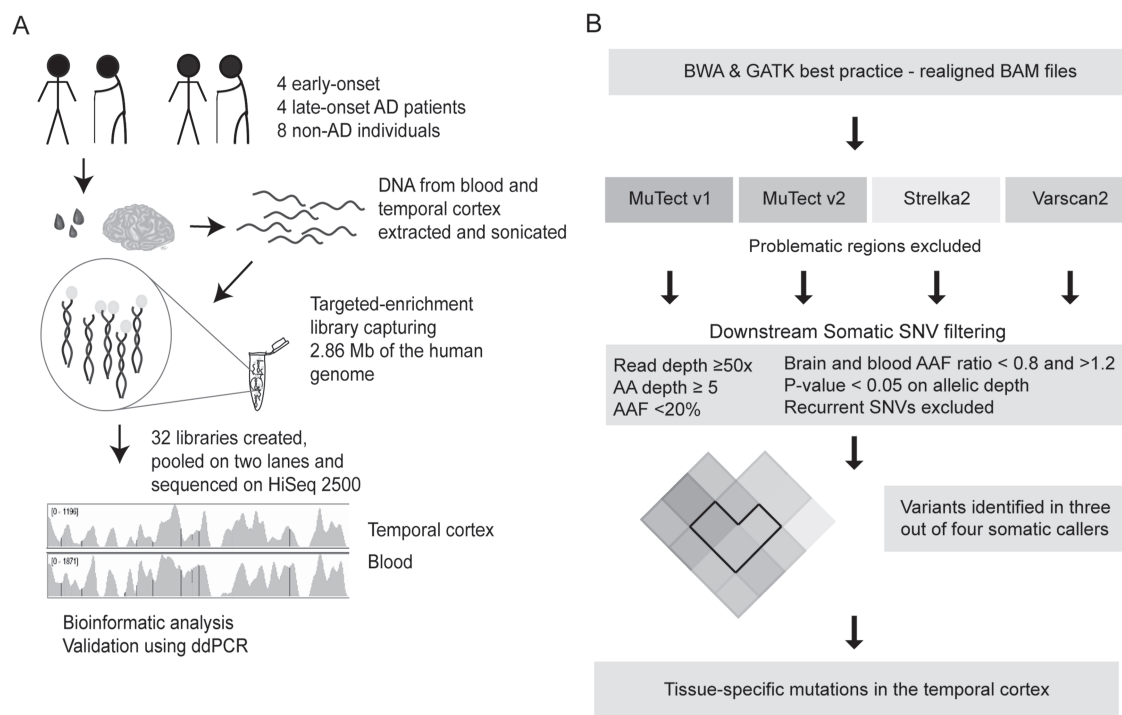 A
4 early-onset
4 late-onset AD patients
8 non-AD individuals
DNA from blood and
temporal cortex
extracted and sonicated
Targeted-enrichment
library capturing
2.86 Mb of the human
genome
32 libraries created,
pooled on two lanes and
sequenced on HiSeq 2500
[0 - 1196]
Temporal cortex
[0 - 1871]
Blood
Bioinformatic analysis
Validation using ddPCR
B
BWA & GATK best practice - realigned BAM files
MuTect v1
MuTect v2
Strelka2
Varscan2
Problematic regions excluded
Downstream Somatic SNV filtering
Read depth ≥50x
AA depth ≥ 5
AAF <20%
Brain and blood AAF ratio < 0.8 and >1.2
P-value < 0.05 on allelic depth
Recurrent SNVs excluded
Variants identified in three
out of four somatic callers
Tissue-specific mutations in the temporal cortex